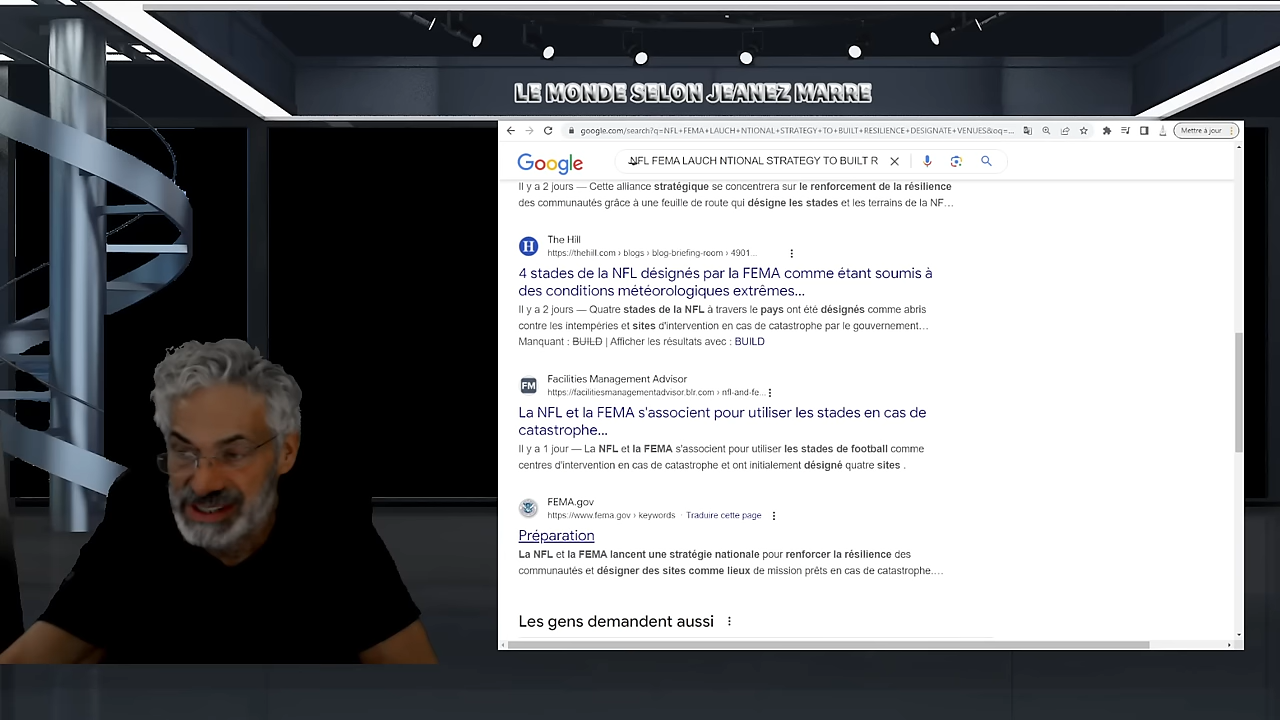 LE MONDE SELON JEANEZ MARRE
google.com/search?q=NFL+FEMA+LAUCH+NTIONAL+STRATEGY+TO+BUILT+RESILIENCE+DESIGNATE+VENUES&oq=...
Mettre à jour
Google
NFL FEMA LAUCH NTIONAL STRATEGY TO BUILT R
Il y a 2 jours — Cette alliance stratégique se concentrera sur le renforcement de la résilience
des communautés grâce à une feuille de route qui désigne les stades et les terrains de la NF...
The Hill
https://thehill.com › blogs › blog-briefing-room › 4901...
4 stades de la NFL désignés par la FEMA comme étant soumis à
des conditions météorologiques extrêmes...
Il y a 2 jours — Quatre stades de la NFL à travers le pays ont été désignés comme abris
contre les intempéries et sites d'intervention en cas de catastrophe par le gouvernement...
Manquant : BUILD | Afficher les résultats avec : BUILD
FM
Facilities Management Advisor
https://facilitiesmanagementadvisor.blr.com › nfl-and-fe...
La NFL et la FEMA s'associent pour utiliser les stades en cas de
catastrophe...
Il y a 1 jour — La NFL et la FEMA s'associent pour utiliser les stades de football comme
centres d'intervention en cas de catastrophe et ont initialement désigné quatre sites .
FEMA.gov
https://www.fema.gov › keywords · Traduire cette page
Préparation
La NFL et la FEMA lancent une stratégie nationale pour renforcer la résilience des
communautés et désigner des sites comme lieux de mission prêts en cas de catastrophe....
Les gens demandent aussi